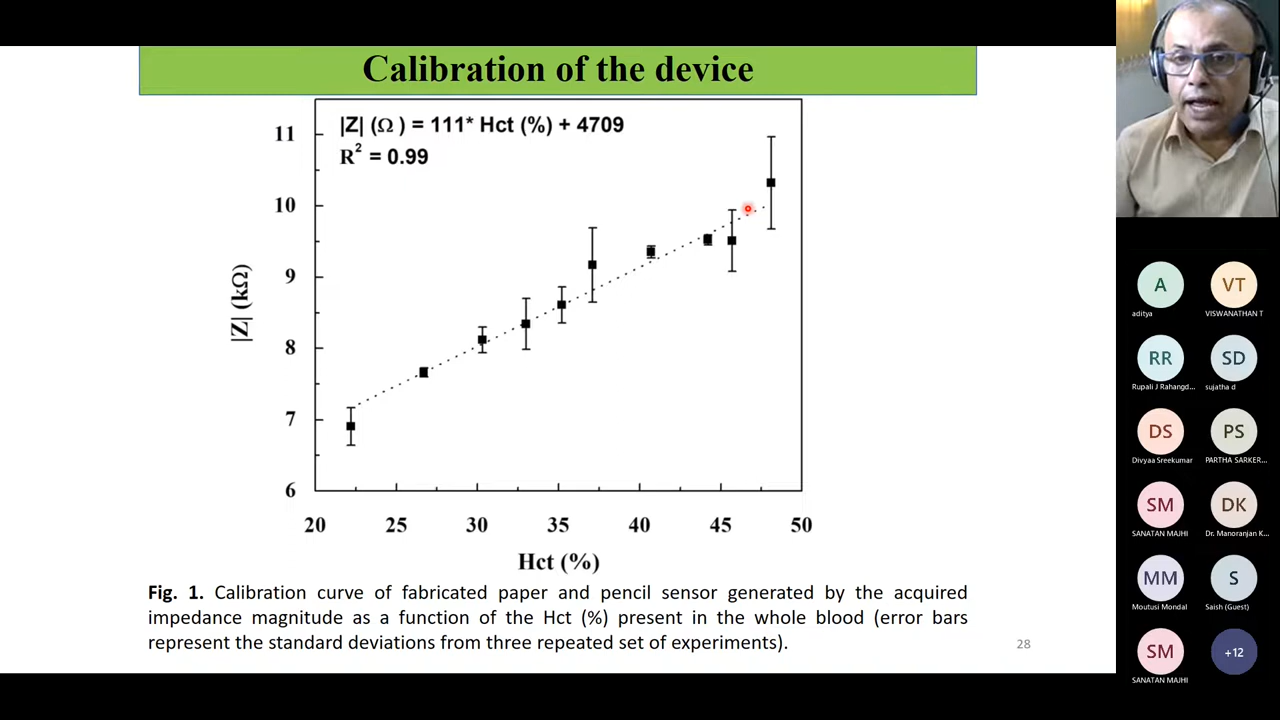 Calibration of the device
|Z| (Ω ) = 111* Hct (%) + 4709
R² = 0.99
11
10
9
8
7
6
|Z| (kΩ)
20 25 30 35 40 45 50
Hct (%)
Fig. 1. Calibration curve of fabricated paper and pencil sensor generated by the acquired
impedance magnitude as a function of the Hct (%) present in the whole blood (error bars
represent the standard deviations from three repeated set of experiments).
28
A VT
aditya VISWANATHAN T
RR SD
Rupali J Rahangd... sujatha d
DS PS
Divyaa Sreekumar PARTHA SARKER...
SM DK
SANATAN MAJHI Dr. Manoranjan K...
MM S
Moutusi Mondal Saish (Guest)
SM +12
SANATAN MAJHI